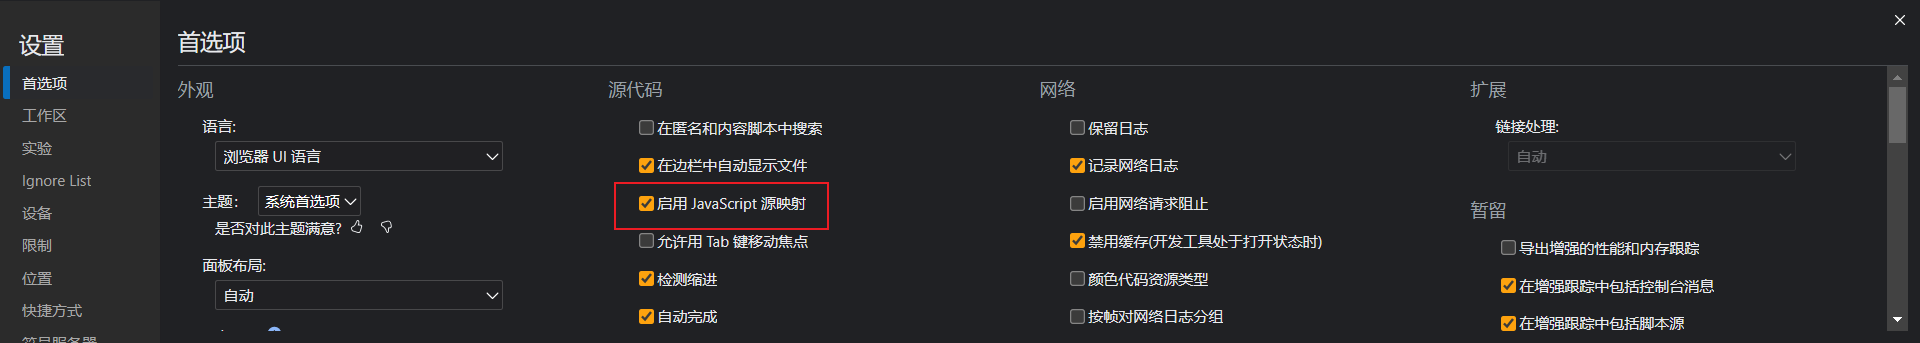 设置
首选项
工作区
实验
Ignore List
设备
限制
位置
快捷方式
首选项
外观
语言:
浏览器 UI 语言
主题:
系统首选项
是否对此主题满意?
面板布局:
自动
源代码
在匿名和内容脚本中搜索
在边栏中自动显示文件
启用 JavaScript 源映射
允许用 Tab 键移动焦点
检测缩进
自动完成
网络
保留日志
记录网络日志
启用网络请求阻止
禁用缓存(开发工具处于打开状态时)
颜色代码资源类型
按帧对网络日志分组
扩展
链接处理:
自动
暂留
导出增强的性能和内存跟踪
在增强跟踪中包括控制台消息
在增强跟踪中包括脚本源